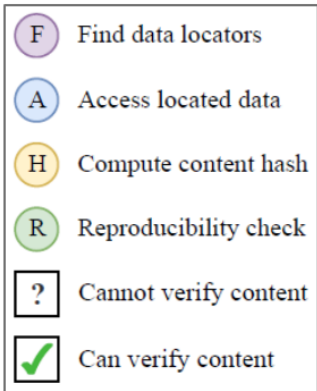 F Find data locators
A Access located data
H Compute content hash
R Reproducibility check
? Cannot verify content
Can verify content